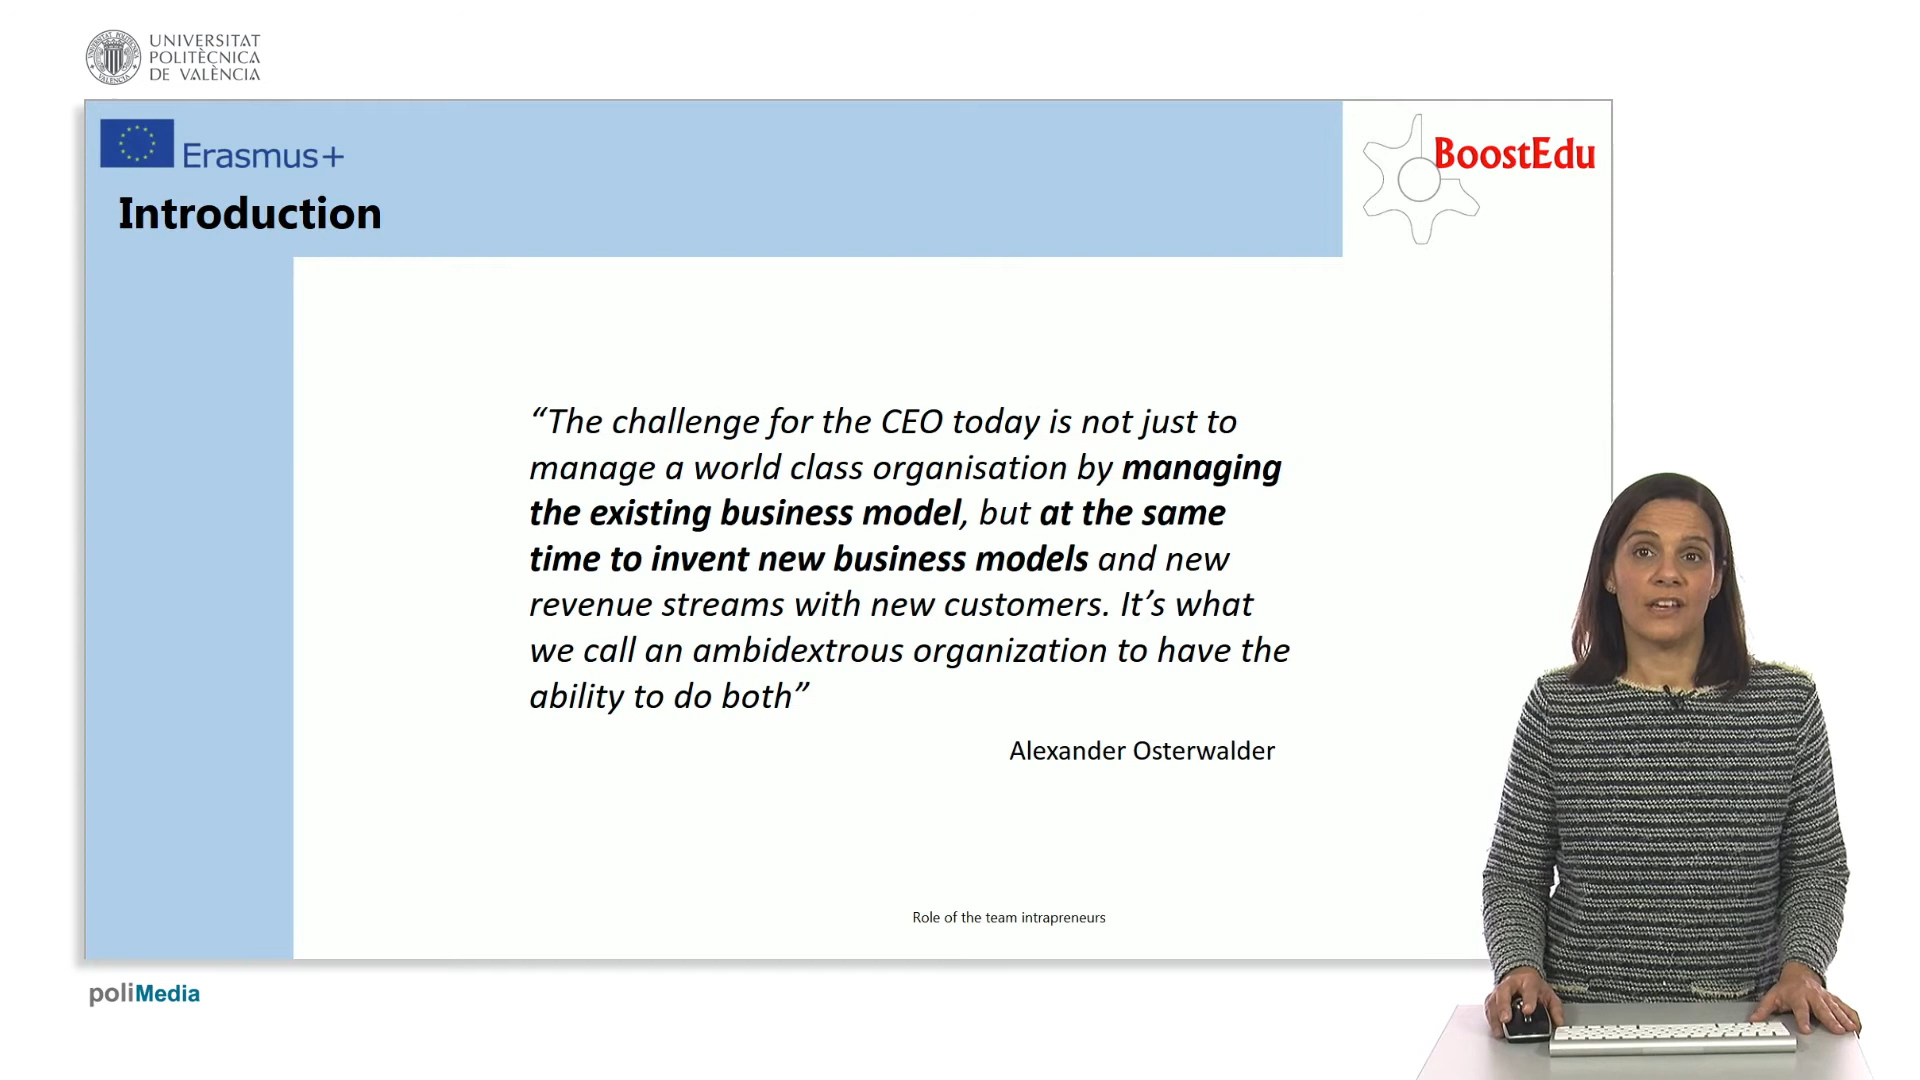 UNIVERSITAT
POLITÈCNICA
DE VALÈNCIA
Erasmus+
BoostEdu
Introduction
“The challenge for the CEO today is not just to
manage a world class organisation by managing
the existing business model, but at the same
time to invent new business models and new
revenue streams with new customers. It’s what
we call an ambidextrous organization to have the
ability to do both”
Alexander Osterwalder
Role of the team intrapreneurs
poliMedia